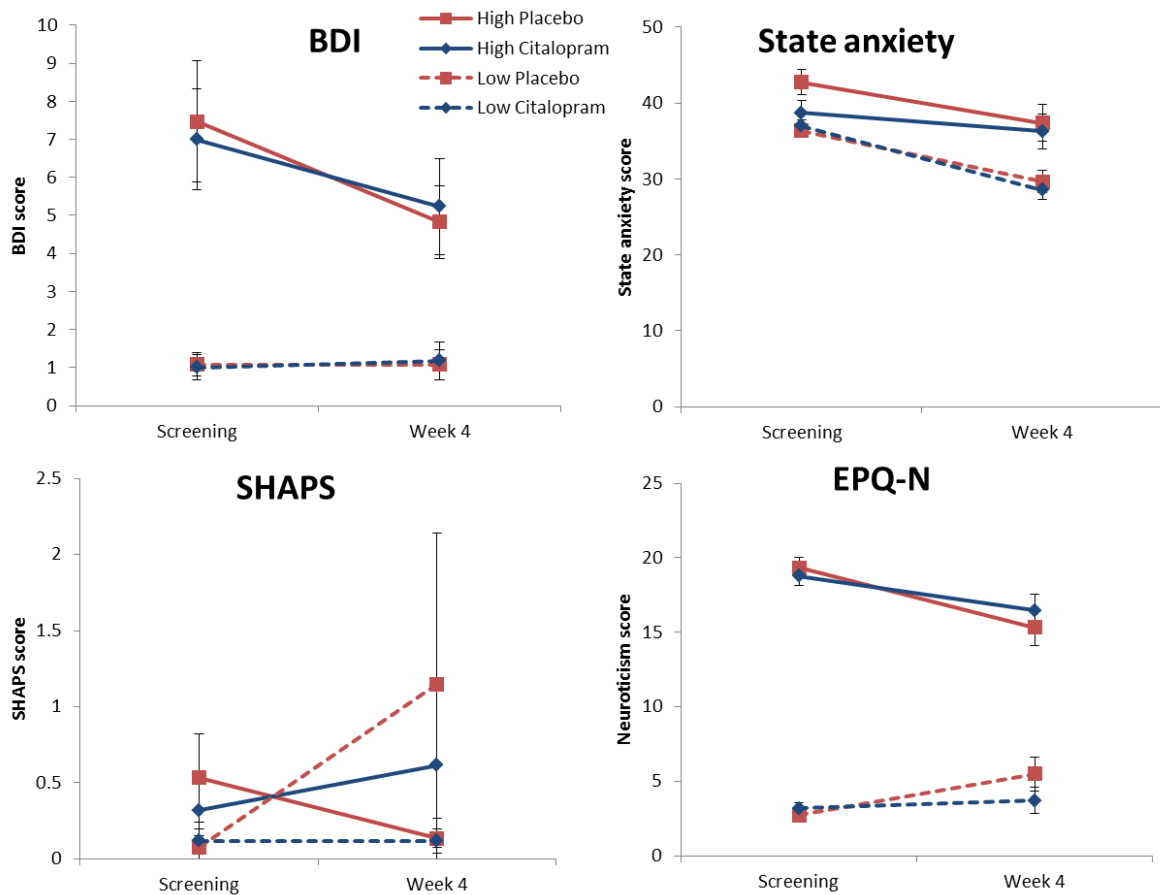 BDI
High Placebo
High Citalopram
Low Placebo
Low Citalopram
10
9
8
7
6
5
4
3
2
1
0
BDI score
Screening
Week 4
State anxiety
50
40
30
20
10
0
State anxiety score
Screening
Week 4
SHAPS
2.5
2
1.5
1
0.5
0
SHAPS score
Screening
Week 4
EPQ-N
25
20
15
10
5
0
Neuroticism score
Screening
Week 4